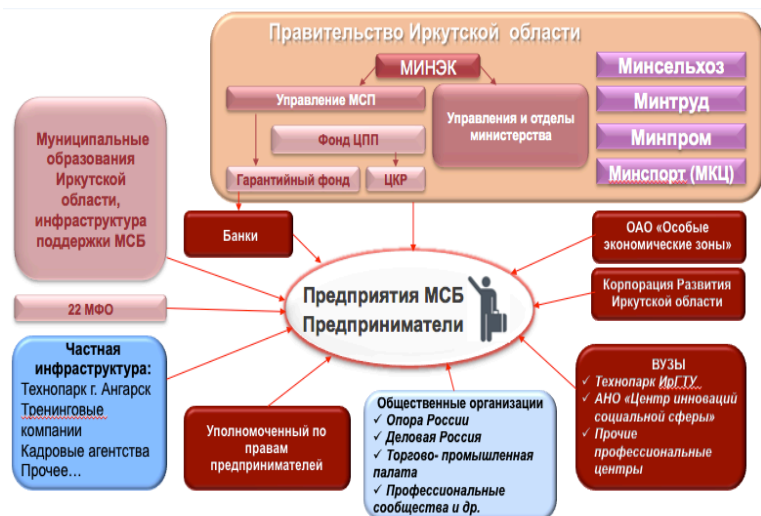 Правительство Иркутской области
МИНЭК
Управление МСП
Фонд ЦПП
Гарантийный фонд
ЦКР
Управления и отделы
министерства
Минсельхоз
Минтруд
Минпром
Минспорт (МКЦ)
Муниципальные
образования
Иркутской
области,
инфраструктура
поддержки МСБ
Банки
ОАО «Особые
экономические зоны»
Корпорация Развития
Иркутской области
Предприятия МСБ
Предприниматели
22 МФО
Частная
инфраструктура:
Технопарк г. Ангарск
Тренинговые
компании
Кадровые агентства
Прочее…
Уполномоченный по
правам
предпринимателей
Общественные организации
✓ Опора России
✓ Деловая Россия
✓ Торгово- промышленная
палата
✓ Профессиональные
сообщества и др.
ВУЗЫ
✓ Технопарк ИрГТУ
✓ АНО «Центр инноваций
социальной сферы»
✓ Прочие
профессиональные
центры